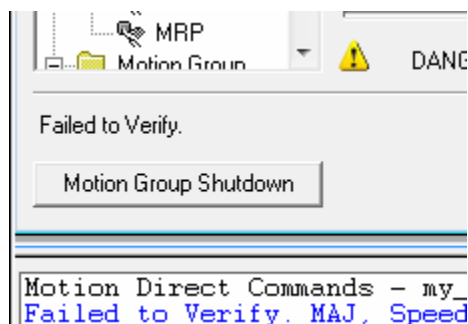 MRP
Motion Group
DANG
Failed to Verify.
Motion Group Shutdown
Motion Direct Commands - my_
Failed to Verify. MAJ, Speed